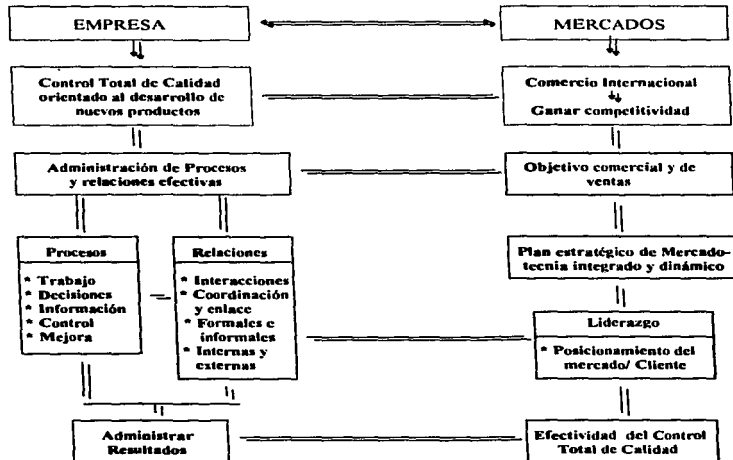 EMPRESA
MERCADOS
Control Total de Calidad
orientado al desarrollo de
nuevos productos
Comercio Internacional
Ganar competitividad
Administración de Procesos
y relaciones efectivas
Objetivo comercial y de
ventas
Procesos
* Trabajo
* Decisiones
* Información
* Control
* Mejora
Relaciones
* Interacciones
* Coordinación
y enlace
* Formales e
informales
* Internas y
externas
Plan estratégico de Mercado-
tecnia integrado y dinámico
Liderazgo
* Posicionamiento del
mercado/ Cliente
Administrar
Resultados
Efectividad del Control
Total de Calidad